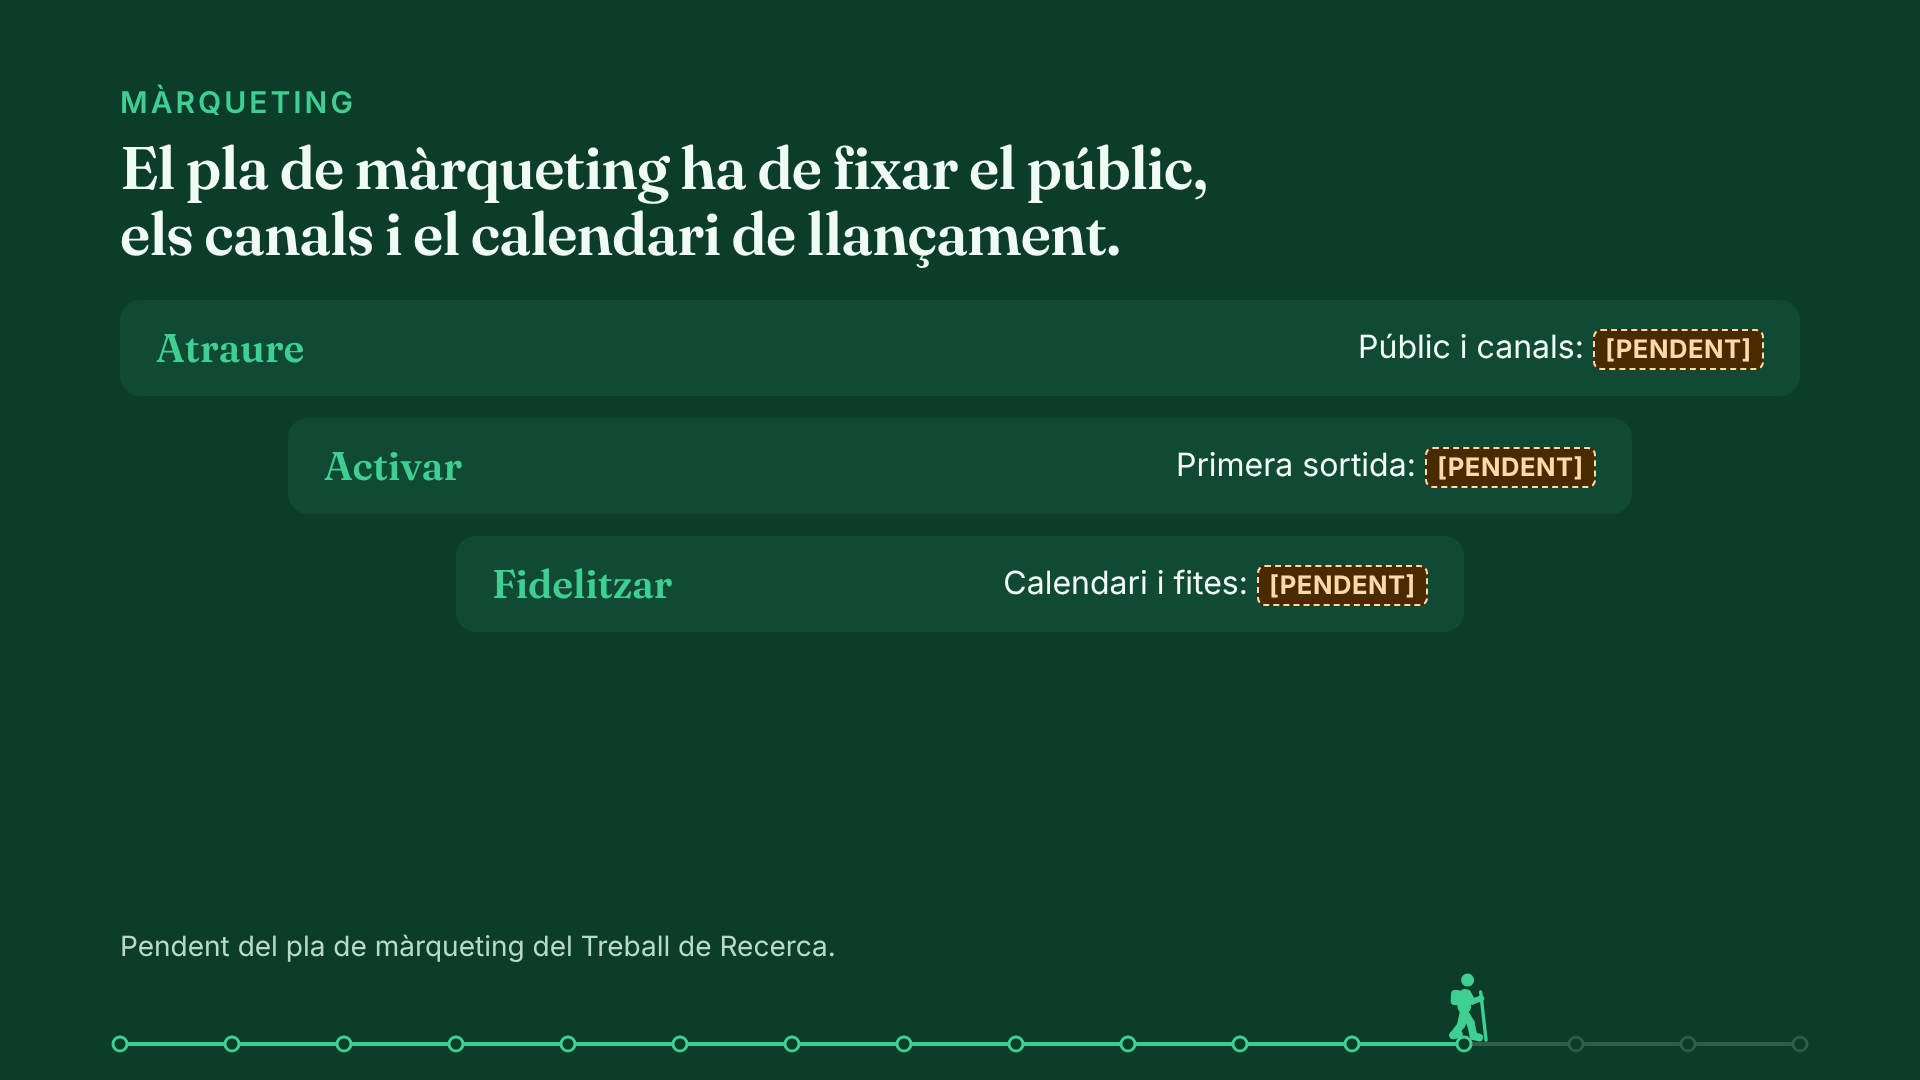 MÀRQUETING
El pla de màrqueting ha de fixar el públic,
els canals i el calendari de llançament.
Atraure
Públic i canals: [PENDENT]
Activar
Primera sortida: [PENDENT]
Fidelitzar
Calendari i fites: [PENDENT]
Pendent del pla de màrqueting del Treball de Recerca.